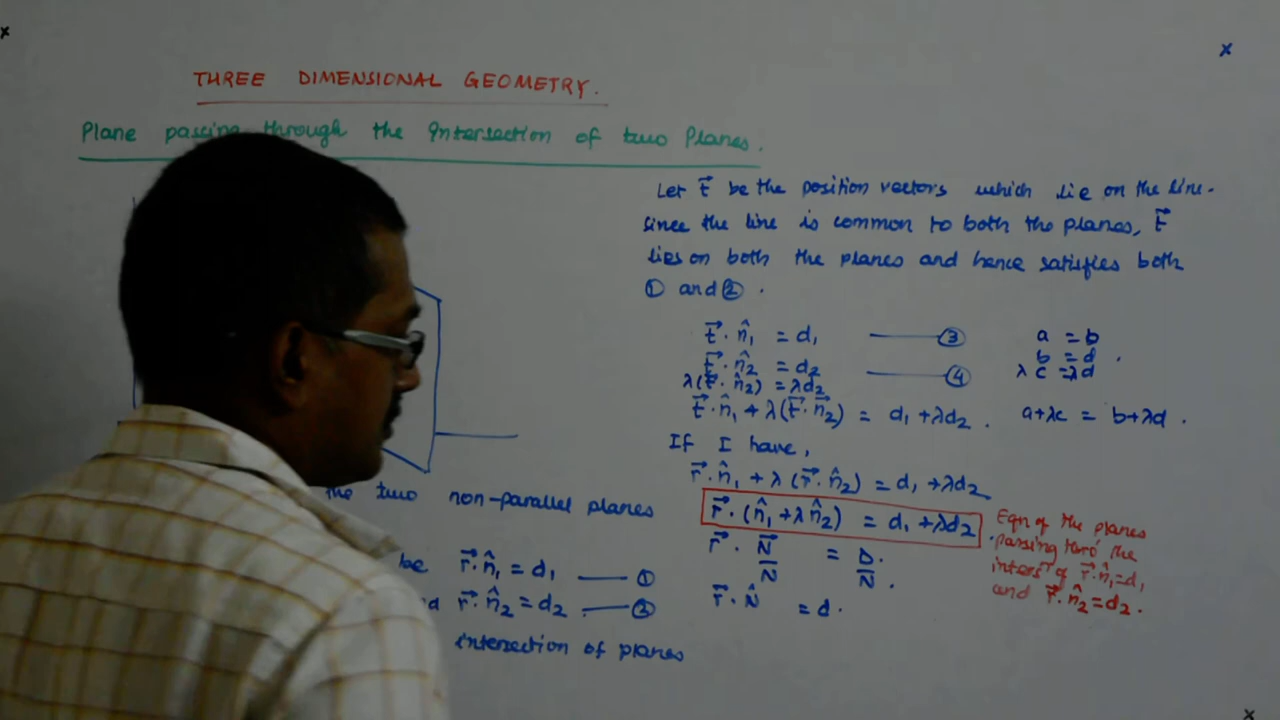 THREE DIMENSIONAL GEOMETRY.
Plane passing through the Intersection of two Planes.
Let t⃗ be the position vectors which lie on the line.
since the line is common to both the planes, t⃗
lies on both the planes and hence satisfies both
① and ② .
t⃗ . n̂₁ = d₁ ——— ③
t⃗ . n̂₂ = d₂ ——— ④
λ(t⃗ . n̂₂) = λd₂
t⃗ . n̂₁ + λ(t⃗ . n⃗₂) = d₁ + λd₂ .
a = b
b = d .
λ c = λd
a+λc = b+λd .
If I have,
r⃗ . n̂₁ + λ (r⃗ . n̂₂) = d₁ + λd₂
r⃗ . (n̂₁ + λ n̂₂) = d₁ + λd₂ .
r⃗ . N⃗/N = D/N .
r⃗ . N̂ = d .
Eqn of the planes
passing thro' the
intersn of r⃗.n̂₁=d₁
and r⃗.n̂₂=d₂ .
the two non-parallel planes
be r⃗.n̂₁ = d₁ —— ①
r⃗.n̂₂ = d₂ . —— ②
intersection of planes